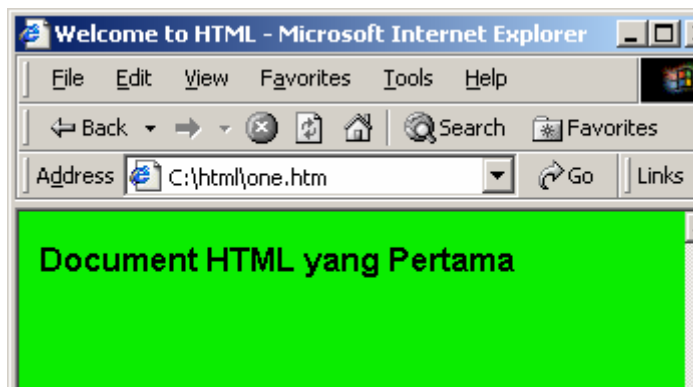 Welcome to HTML - Microsoft Internet Explorer
File Edit View Favorites Tools Help
Back Search Favorites
Address C:\html\one.htm Go Links
Document HTML yang Pertama